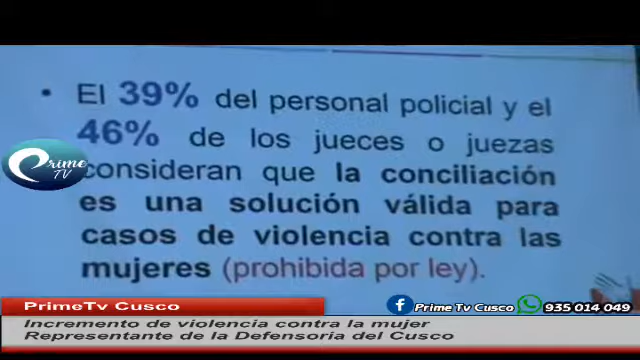 • El 39% del personal policial y el
46% de los jueces o juezas
consideran que la conciliación
es una solución válida para
casos de violencia contra las
mujeres (prohibida por ley).
Prime
TV
PrimeTv Cusco
Prime Tv Cusco
935 014 049
Incremento de violencia contra la mujer
Representante de la Defensoria del Cusco